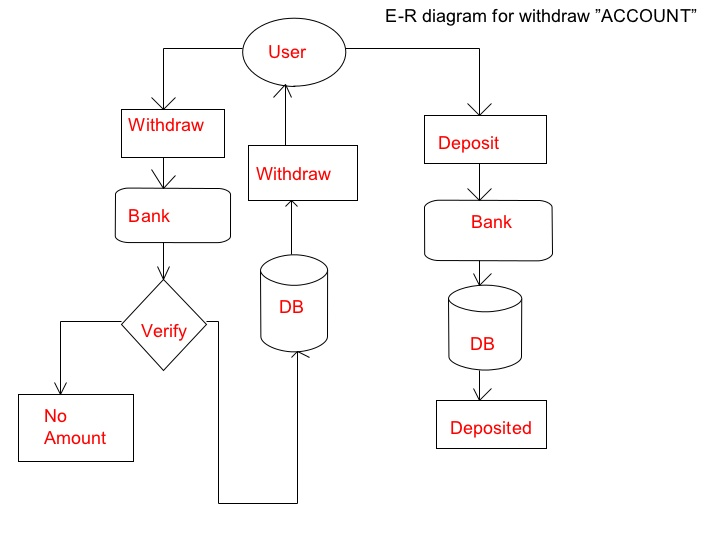 E-R diagram for withdraw ”ACCOUNT”
User
Withdraw
Deposit
Withdraw
Bank
Bank
DB
Verify
DB
No
Amount
Deposited